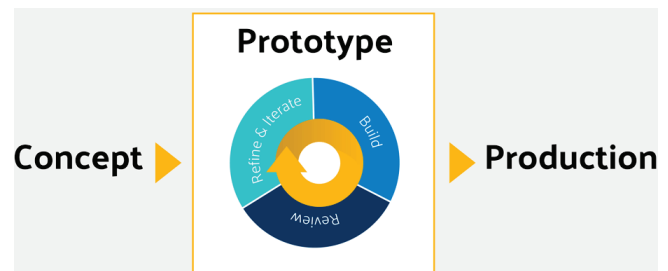 Prototype
Concept
Refine & Iterate
Build
Review
Production